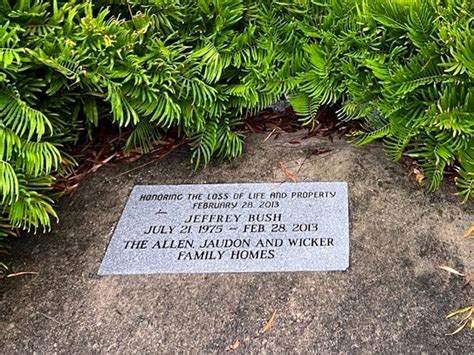 HONORING THE LOSS OF LIFE AND PROPERTY
FEBRUARY 28, 2013
JEFFREY BUSH
JULY 21, 1975 – FEB. 28, 2013
THE ALLEN, JAUDON AND WICKER
FAMILY HOMES